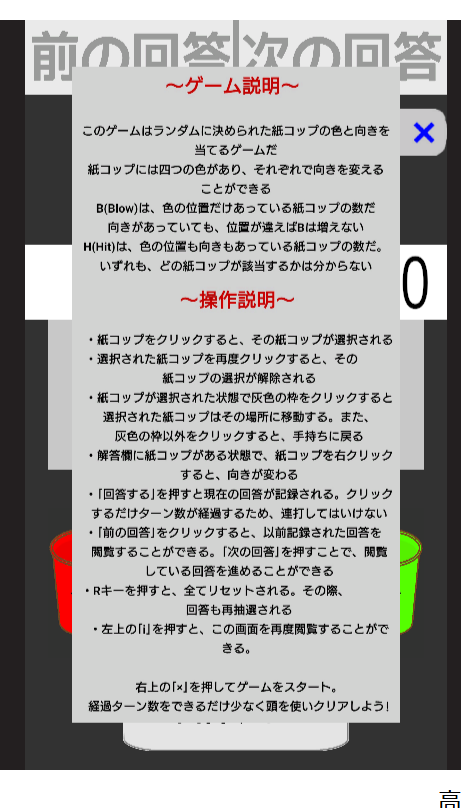 前の回答 次の回答
～ゲーム説明～
×
このゲームはランダムに決められた紙コップの色と向きを
当てるゲームだ
紙コップには四つの色があり、それぞれで向きを変える
ことができる
B(Blow)は、色の位置だけあっている紙コップの数だ
向きがあっていても、位置が違えばBは増えない
H(Hit)は、色の位置も向きもあっている紙コップの数だ。
いずれも、どの紙コップが該当するかは分からない
0
～操作説明～
・紙コップをクリックすると、その紙コップが選択される
・選択された紙コップを再度クリックすると、その
紙コップの選択が解除される
・紙コップが選択された状態で灰色の枠をクリックすると
選択された紙コップはその場所に移動する。また、
灰色の枠以外をクリックすると、手持ちに戻る
・解答欄に紙コップがある状態で、紙コップを右クリック
すると、向きが変わる
・「回答する」を押すと現在の回答が記録される。クリック
するだけターン数が経過するため、連打してはいけない
・「前の回答」をクリックすると、以前記録された回答を
閲覧することができる。「次の回答」を押すことで、閲覧
している回答を進めることができる
・Rキーを押すと、全てリセットされる。その際、
回答も再抽選される
・左上の「i」を押すと、この画面を再度閲覧することがで
きる。
右上の「×」を押してゲームをスタート。
経過ターン数をできるだけ少なく頭を使いクリアしよう!
高